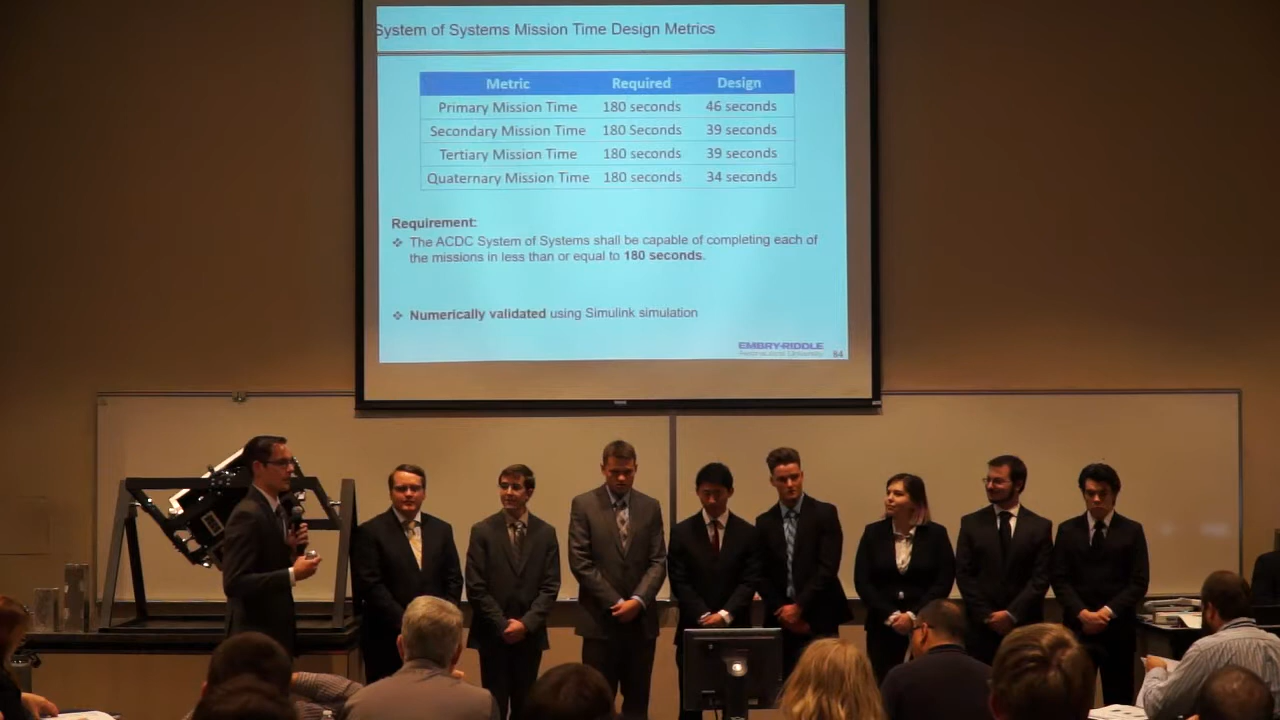 System of Systems Mission Time Design Metrics
Metric Required Design
Primary Mission Time 180 seconds 46 seconds
Secondary Mission Time 180 Seconds 39 seconds
Tertiary Mission Time 180 seconds 39 seconds
Quaternary Mission Time 180 seconds 34 seconds
Requirement:
❖ The ACDC System of Systems shall be capable of completing each of
the missions in less than or equal to 180 seconds.
❖ Numerically validated using Simulink simulation
EMBRY-RIDDLE
Aeronautical University
64